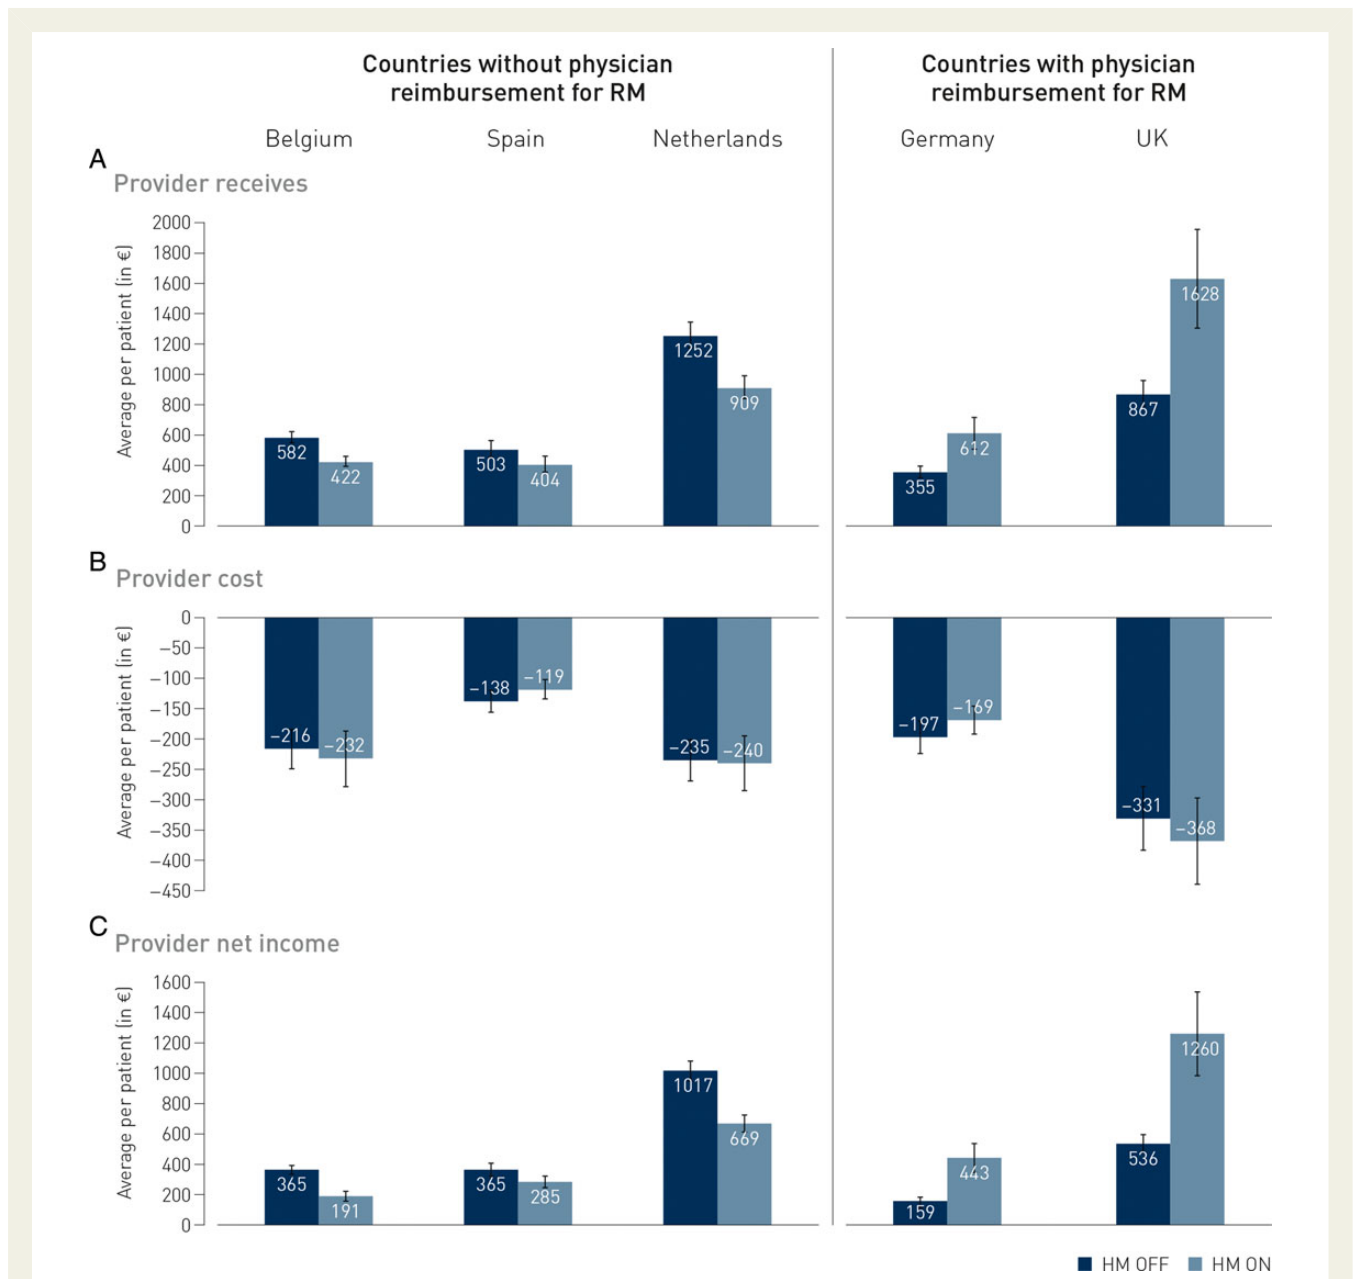 Countries without physician
reimbursement for RM
Countries with physician
reimbursement for RM
Belgium Spain Netherlands Germany UK
A
Provider receives
Average per patient (in €)
2000
1800
1600
1400
1200
1000
800
600
400
200
0
582 422 503 404 1252 909 355 612 867 1628
B
Provider cost
Average per patient (in €)
0
−50
−100
−150
−200
−250
−300
−350
−400
−450
−216 −232 −138 −119 −235 −240 −197 −169 −331 −368
C
Provider net income
Average per patient (in €)
1600
1400
1200
1000
800
600
400
200
0
365 191 365 285 1017 669 159 443 536 1260
HM OFF HM ON